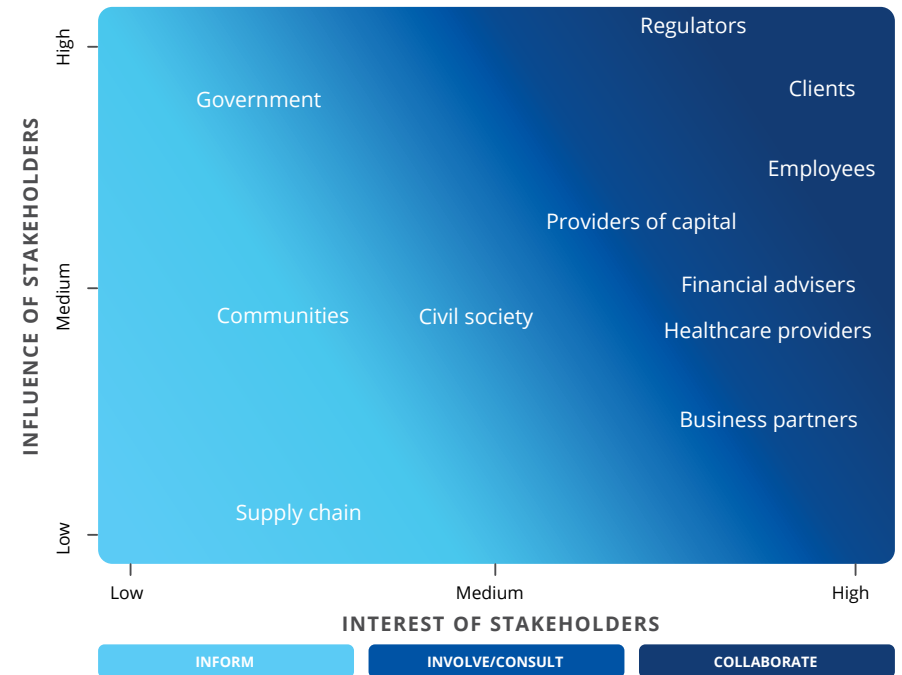 High
Regulators
Clients
Government
Employees
Providers of capital
INFLUENCE OF STAKEHOLDERS
Medium
Financial advisers
Communities
Civil society
Healthcare providers
Business partners
Supply chain
Low
Low
Medium
High
INTEREST OF STAKEHOLDERS
INFORM
INVOLVE/CONSULT
COLLABORATE